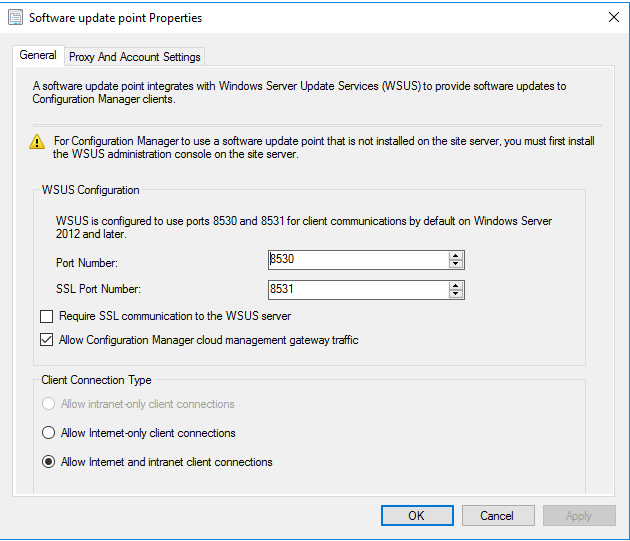 Software update point Properties
General
Proxy And Account Settings
A software update point integrates with Windows Server Update Services (WSUS) to provide software updates to
Configuration Manager clients.
For Configuration Manager to use a software update point that is not installed on the site server, you must first install
the WSUS administration console on the site server.
WSUS Configuration
WSUS is configured to use ports 8530 and 8531 for client communications by default on Windows Server
2012 and later.
Port Number:
8530
SSL Port Number:
8531
Require SSL communication to the WSUS server
Allow Configuration Manager cloud management gateway traffic
Client Connection Type
Allow intranet-only client connections
Allow Internet-only client connections
Allow Internet and intranet client connections
OK
Cancel
Apply